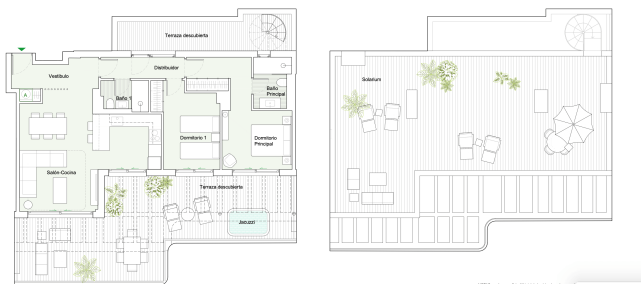 Terraza descubierta
Vestíbulo
Distribuidor
A
Baño 1
Baño
Principal
Dormitorio 1
Dormitorio
Principal
Salón-Cocina
Terraza descubierta
Jacuzzi
Solarium